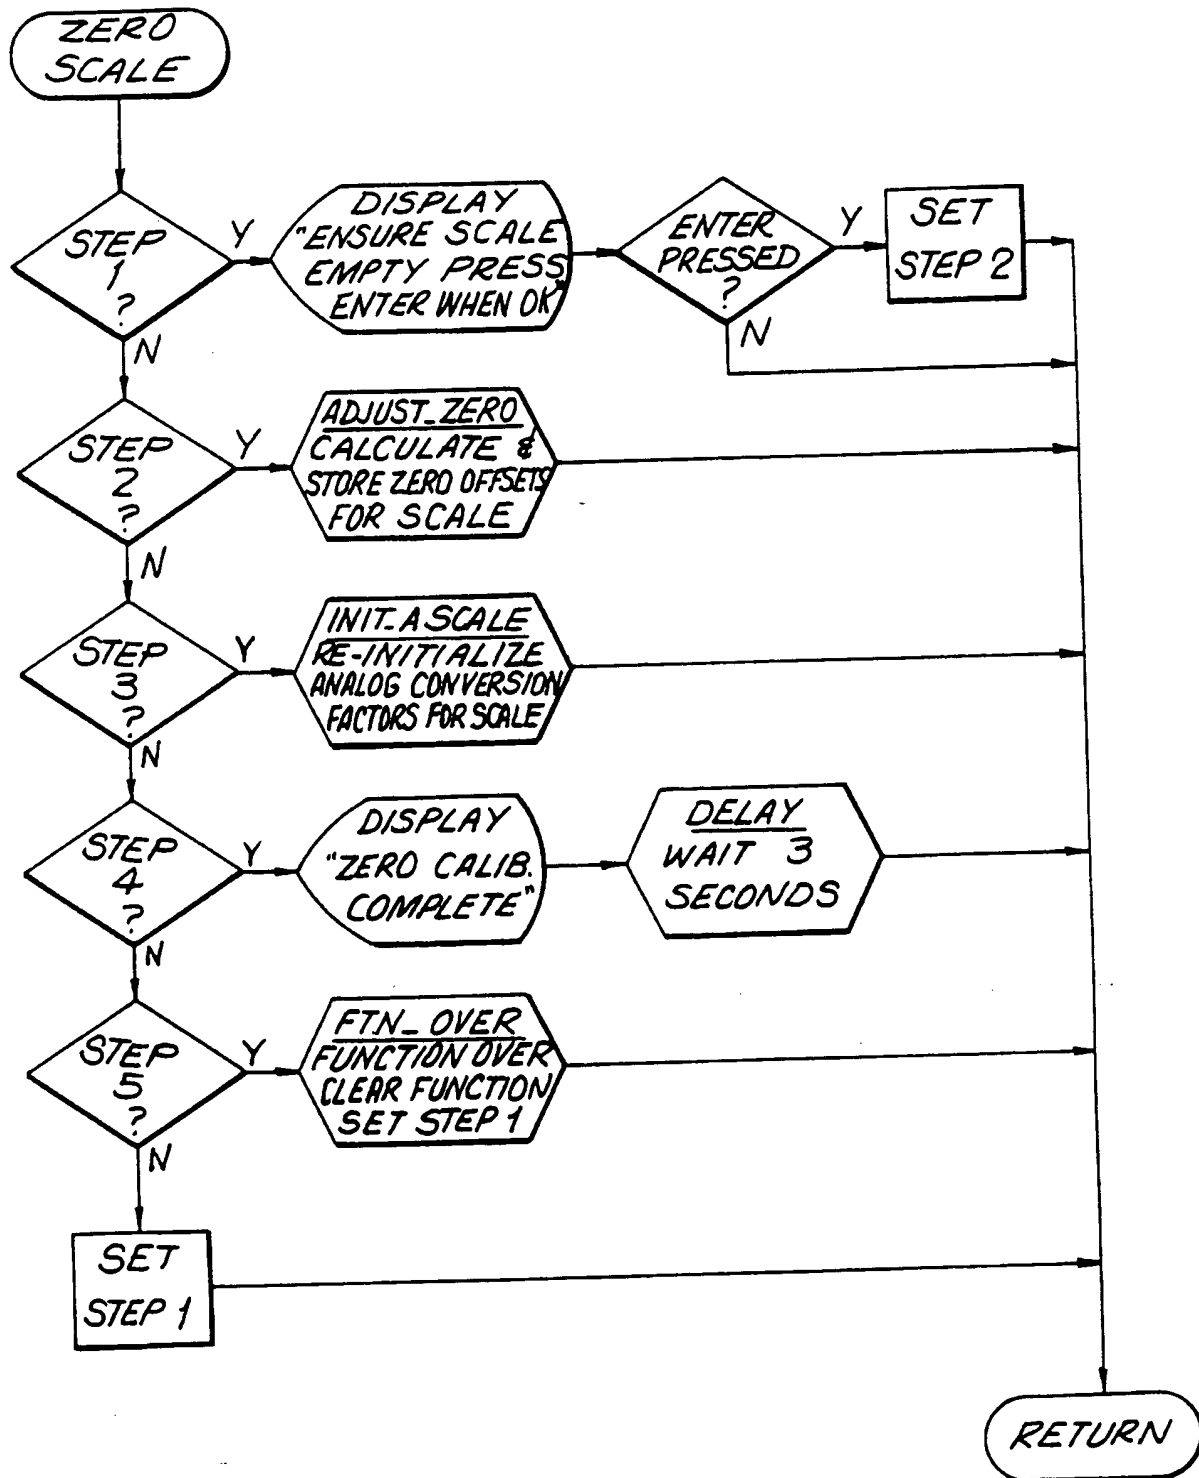 ZERO
SCALE
STEP
1
?
Y
DISPLAY
"ENSURE SCALE
EMPTY PRESS
ENTER WHEN OK"
ENTER
PRESSED
?
Y
SET
STEP 2
N
N
STEP
2
?
Y
ADJUST_ZERO
CALCULATE &
STORE ZERO OFFSETS
FOR SCALE
N
STEP
3
?
Y
INIT_ASCALE
RE-INITIALIZE
ANALOG CONVERSION
FACTORS FOR SCALE
N
STEP
4
?
Y
DISPLAY
"ZERO CALIB.
COMPLETE"
DELAY
WAIT 3
SECONDS
N
STEP
5
?
Y
FTN_OVER
FUNCTION OVER
CLEAR FUNCTION
SET STEP 1
N
SET
STEP 1
RETURN